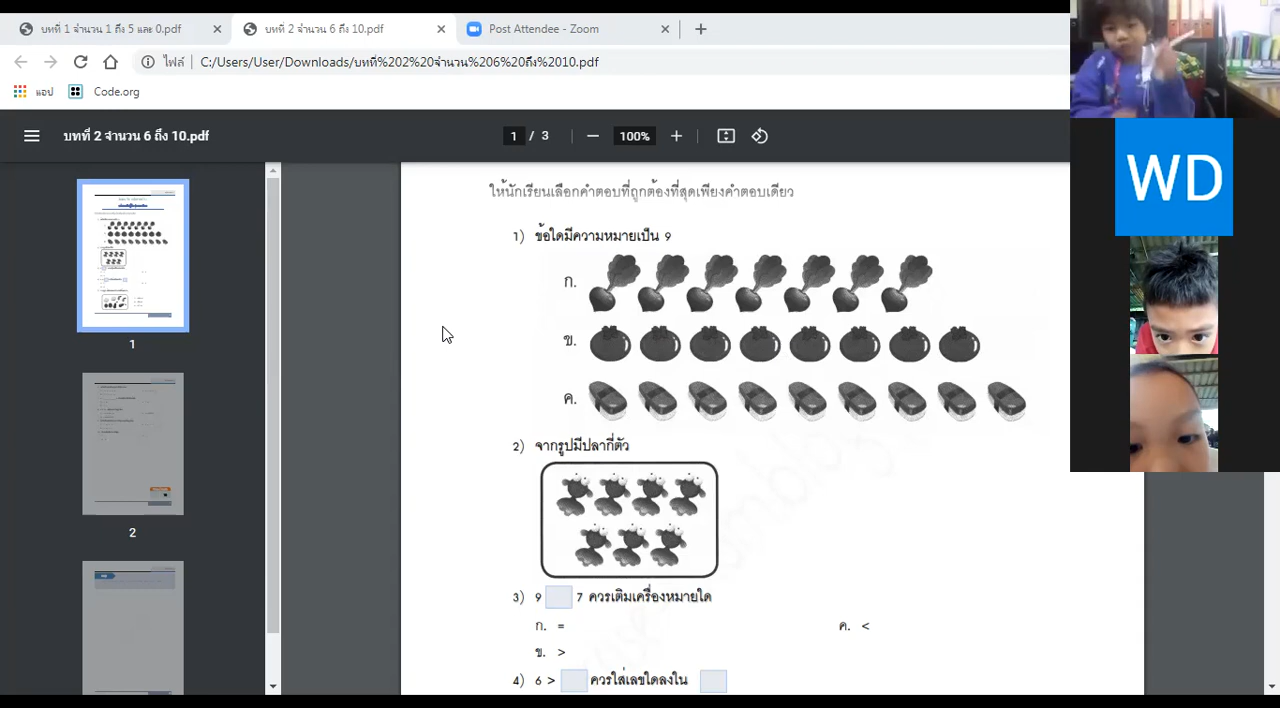 บทที่ 1 จำนวน 1 ถึง 5 และ 0.pdf
บทที่ 2 จำนวน 6 ถึง 10.pdf
Post Attendee - Zoom
ไฟล์ C:/Users/User/Downloads/บทที่%202%20จำนวน%206%20ถึง%2010.pdf
แอป Code.org
บทที่ 2 จำนวน 6 ถึง 10.pdf
1 / 3
100%
WD
1
2
ให้นักเรียนเลือกคำตอบที่ถูกต้องที่สุดเพียงคำตอบเดียว
1) ข้อใดมีความหมายเป็น 9
ก.
ข.
ค.
2) จากรูปมีปลากี่ตัว
3) 9 7 ควรเติมเครื่องหมายใด
ก. = ค. <
ข. >
4) 6 > ควรใส่เลขใดลงใน